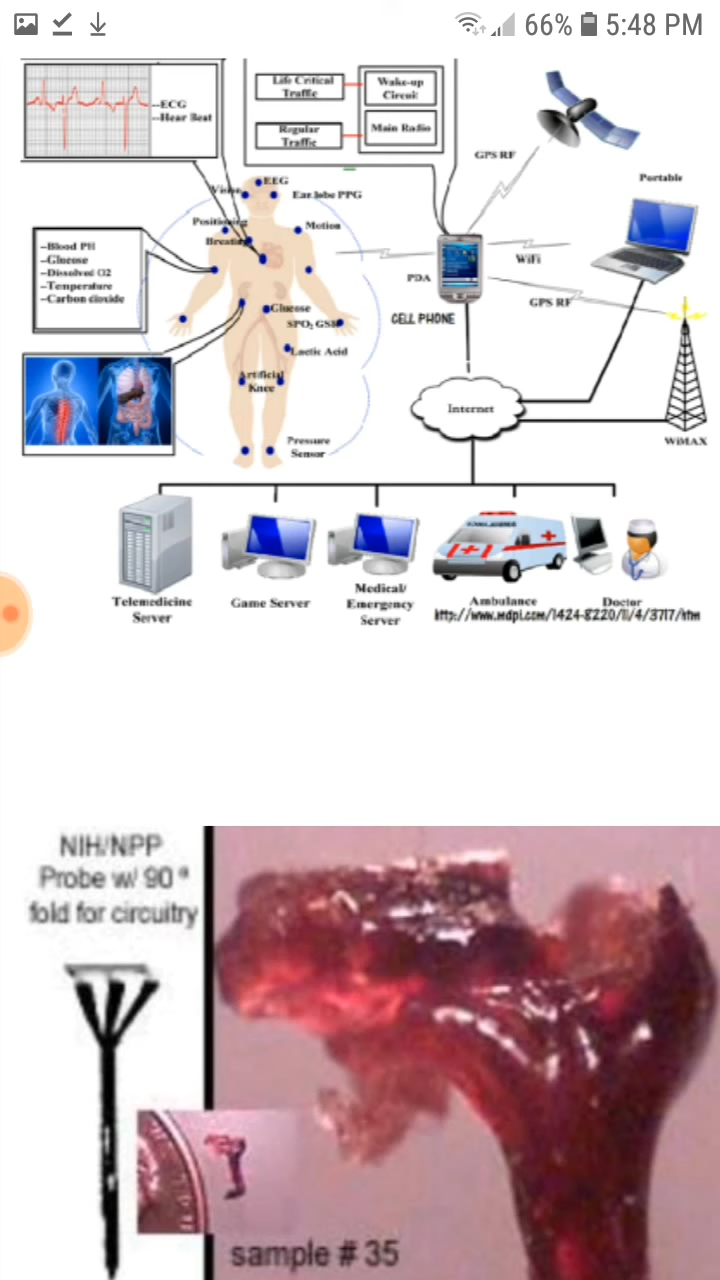 66% 5:48 PM
--ECG
--Hear Beat
Life Critical
Traffic
Wake-up
Circuit
Regular
Traffic
Main Radio
GPS RF
Portable
EEG
Vision
Ear lobe PPG
Positioning
Motion
Breating
WiFi
PDA
GPS RF
CELL PHONE
--Blood PH
--Glucose
--Dissolved O2
--Temperature
--Carbon dioxide
Glucose
SPO2 GSR
Lactic Acid
Artificial
Knee
Internet
WiMAX
Pressure
Sensor
AMBULANCE
Telemedicine
Server
Game Server
Medical/
Emergency
Server
Ambulance
Doctor
http://www.mdpi.com/1424-8220/11/4/3717/htm
NIH/NPP
Probe w/ 90°
fold for circuitry
sample # 35